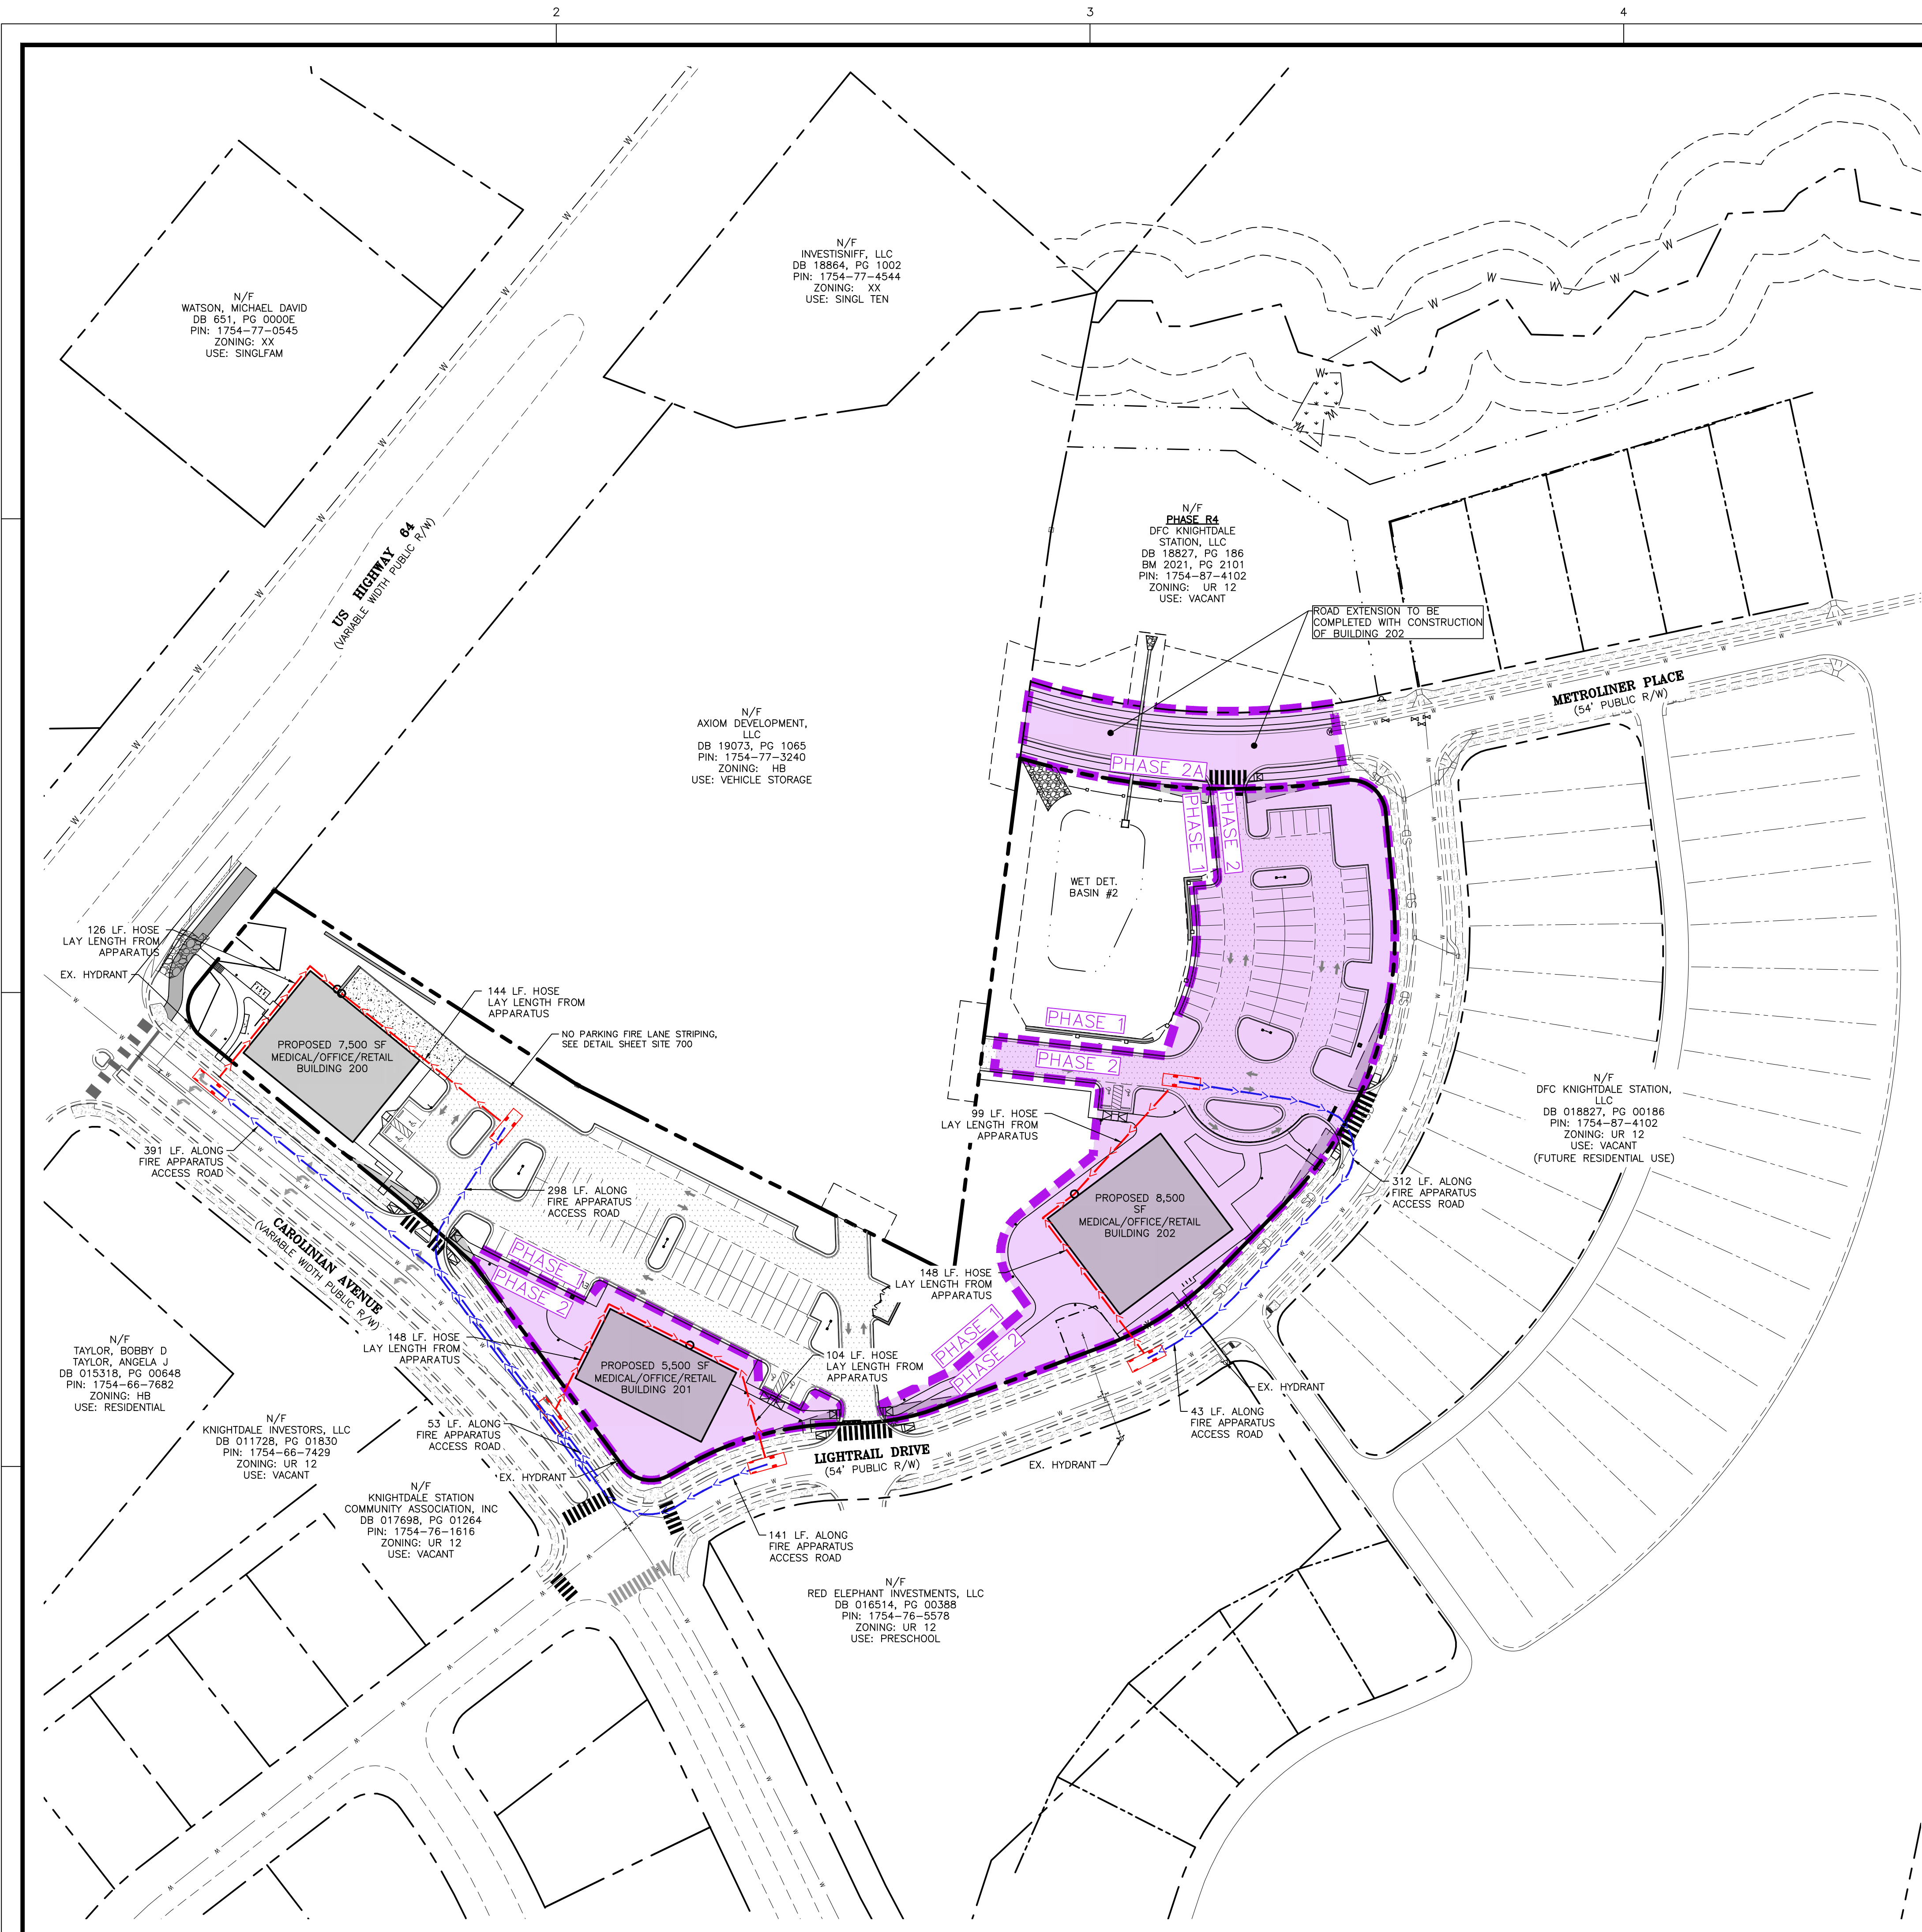 2
3
4
N/F
WATSON, MICHAEL DAVID
DB 651, PG 0000E
PIN: 1754-77-0545
ZONING: XX
USE: SINGLFAM
N/F
INVESTISNIFF, LLC
DB 18864, PG 1002
PIN: 1754-77-4544
ZONING: XX
USE: SINGL TEN
US HIGHWAY 64
(VARIABLE WIDTH PUBLIC R/W)
N/F
PHASE R4
DFC KNIGHTDALE
STATION, LLC
DB 18827, PG 186
BM 2021, PG 2101
PIN: 1754-87-4102
ZONING: UR 12
USE: VACANT
ROAD EXTENSION TO BE
COMPLETED WITH CONSTRUCTION
OF BUILDING 202
METROLINER PLACE
(54' PUBLIC R/W)
N/F
AXIOM DEVELOPMENT,
LLC
DB 19073, PG 1065
PIN: 1754-77-3240
ZONING: HB
USE: VEHICLE STORAGE
PHASE 2A
PHASE 1
PHASE 2
WET DET.
BASIN #2
PHASE 1
PHASE 2
126 LF. HOSE
LAY LENGTH FROM
APPARATUS
EX. HYDRANT
144 LF. HOSE
LAY LENGTH FROM
APPARATUS
NO PARKING FIRE LANE STRIPING,
SEE DETAIL SHEET SITE 700
PROPOSED 7,500 SF
MEDICAL/OFFICE/RETAIL
BUILDING 200
391 LF. ALONG
FIRE APPARATUS
ACCESS ROAD
298 LF. ALONG
FIRE APPARATUS
ACCESS ROAD
99 LF. HOSE
LAY LENGTH FROM
APPARATUS
PROPOSED 8,500
SF
MEDICAL/OFFICE/RETAIL
BUILDING 202
312 LF. ALONG
FIRE APPARATUS
ACCESS ROAD
N/F
DFC KNIGHTDALE STATION,
LLC
DB 018827, PG 00186
PIN: 1754-87-4102
ZONING: UR 12
USE: VACANT
(FUTURE RESIDENTIAL USE)
CAROLINIAN AVENUE
(VARIABLE WIDTH PUBLIC R/W)
PHASE 1
PHASE 2
148 LF. HOSE
LAY LENGTH FROM
APPARATUS
PHASE 1
PHASE 2
148 LF. HOSE
LAY LENGTH FROM
APPARATUS
PROPOSED 5,500 SF
MEDICAL/OFFICE/RETAIL
BUILDING 201
104 LF. HOSE
LAY LENGTH FROM
APPARATUS
N/F
TAYLOR, BOBBY D
TAYLOR, ANGELA J
DB 015318, PG 00648
PIN: 1754-66-7682
ZONING: HB
USE: RESIDENTIAL
N/F
KNIGHTDALE INVESTORS, LLC
DB 011728, PG 01830
PIN: 1754-66-7429
ZONING: UR 12
USE: VACANT
53 LF. ALONG
FIRE APPARATUS
ACCESS ROAD
EX. HYDRANT
LIGHTRAIL DRIVE
(54' PUBLIC R/W)
EX. HYDRANT
EX. HYDRANT
43 LF. ALONG
FIRE APPARATUS
ACCESS ROAD
N/F
KNIGHTDALE STATION
COMMUNITY ASSOCIATION, INC
DB 017698, PG 01264
PIN: 1754-76-1616
ZONING: UR 12
USE: VACANT
141 LF. ALONG
FIRE APPARATUS
ACCESS ROAD
N/F
RED ELEPHANT INVESTMENTS, LLC
DB 016514, PG 00388
PIN: 1754-76-5578
ZONING: UR 12
USE: PRESCHOOL